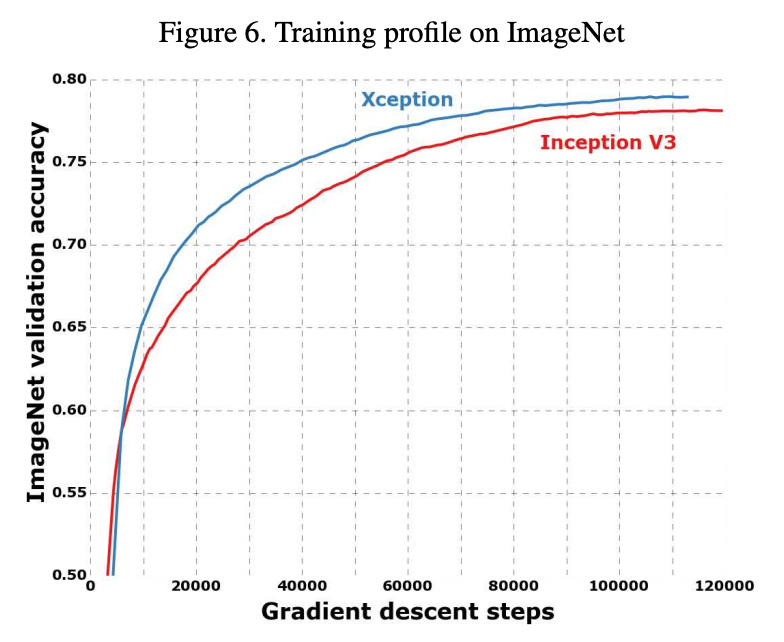 Figure 6. Training profile on ImageNet
0.80
Xception
Inception V3
0.75
0.70
0.65
0.60
0.55
0.50
ImageNet validation accuracy
0 20000 40000 60000 80000 100000 120000
Gradient descent steps